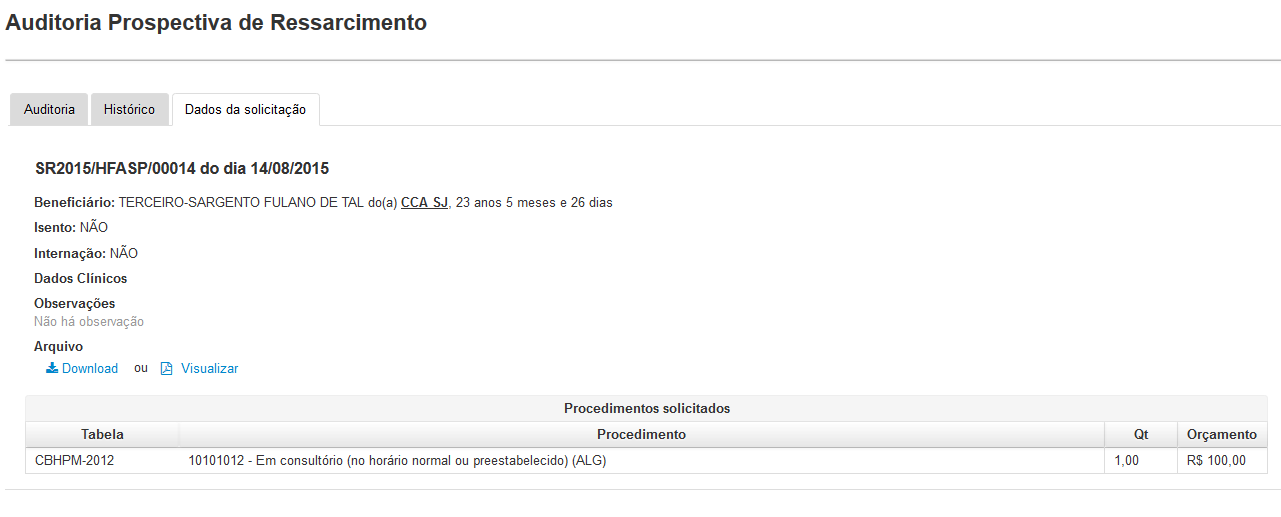 Auditoria Prospectiva de Ressarcimento
Auditoria Histórico Dados da solicitação
SR2015/HFASP/00014 do dia 14/08/2015
Beneficiário: TERCEIRO-SARGENTO FULANO DE TAL do(a) CCA SJ, 23 anos 5 meses e 26 dias
Isento: NÃO
Internação: NÃO
Dados Clínicos
Observações
Não há observação
Arquivo
Download ou Visualizar
Procedimentos solicitados
Tabela Procedimento Qt Orçamento
CBHPM-2012 10101012 - Em consultório (no horário normal ou preestabelecido) (ALG) 1,00 R$ 100,00